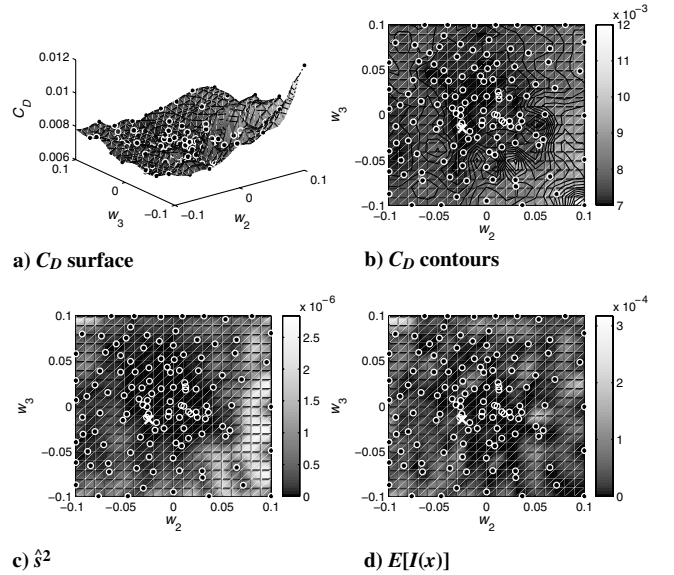 0.012
0.01
0.008
0.006
C_D
0.1
0
−0.1
w_3
−0.1
0
0.1
w_2
a) C_D surface
x 10⁻³
0.1
0.05
0
−0.05
−0.1
w_3
−0.1 −0.05 0 0.05 0.1
w_2
12
11
10
9
8
7
b) C_D contours
x 10⁻⁶
0.1
0.05
0
−0.05
−0.1
w_3
−0.1 −0.05 0 0.05 0.1
w_2
2.5
2
1.5
1
0.5
0
c) ŝ²
x 10⁻⁴
0.1
0.05
0
−0.05
−0.1
w_3
−0.1 −0.05 0 0.05 0.1
w_2
3
2
1
0
d) E[I(x)]